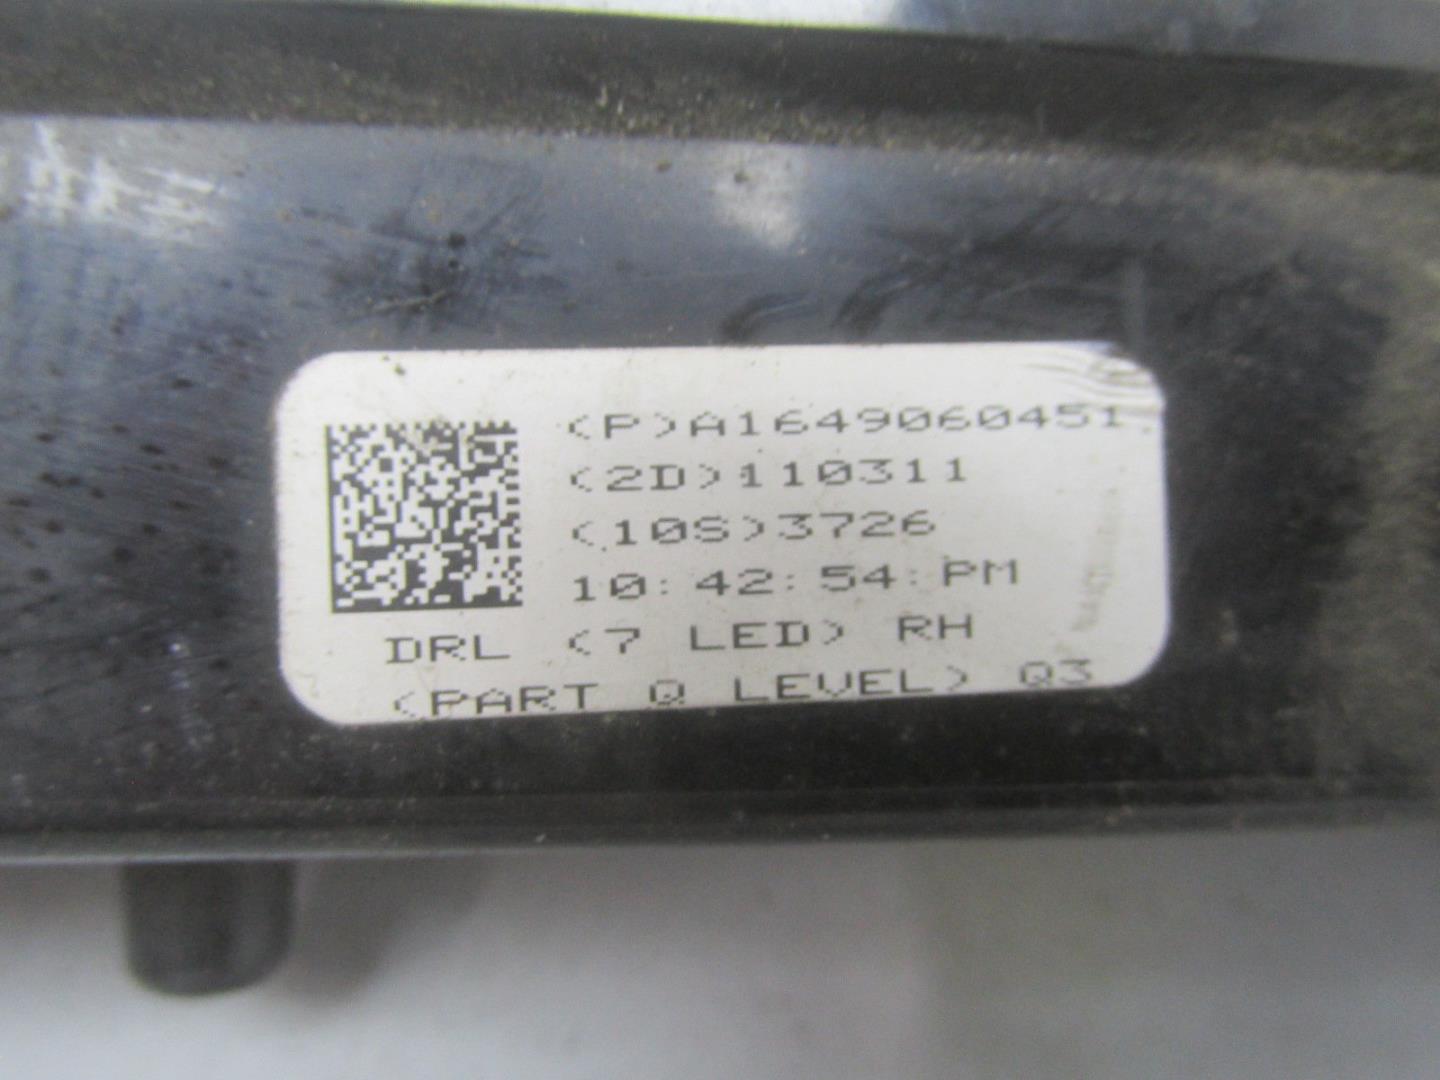 (P)A1649060451
(2D)110311
(10S)3726
10:42:54 PM
DRL (7 LED) RH
(PART Q LEVEL) Q3